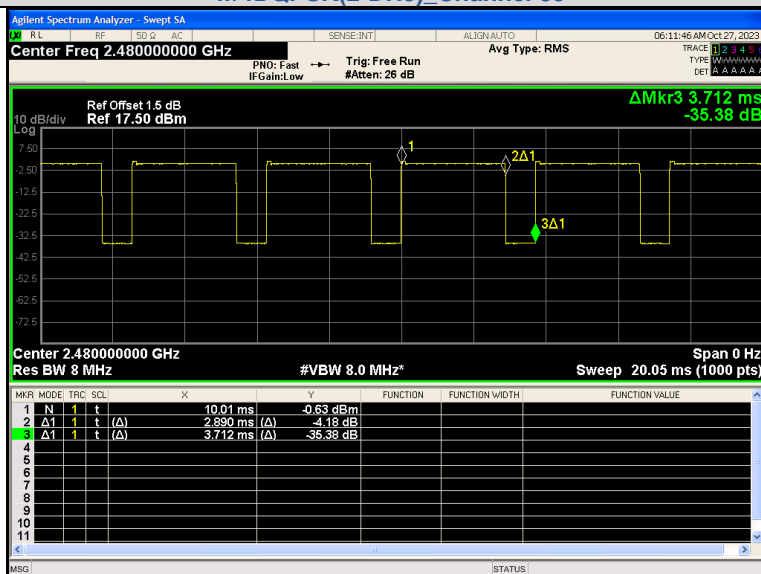 Agilent Spectrum Analyzer - Swept SA
LXI RL RF 50 Ω AC SENSE:INT ALIGN AUTO 06:11:46 AM Oct 27, 2023
Center Freq 2.480000000 GHz Avg Type: RMS TRACE 1 2 3 4 5
PNO: Fast Trig: Free Run TYPE
IFGain:Low #Atten: 26 dB DET A A A A A
ΔMkr3 3.712 ms
-35.38 dB
Ref Offset 1.5 dB
10 dB/div Ref 17.50 dBm
Log
7.50
-2.50
-12.5
-22.5
-32.5
-42.5
-52.5
-62.5
-72.5
1
2Δ1
3Δ1
Center 2.480000000 GHz Span 0 Hz
Res BW 8 MHz #VBW 8.0 MHz* Sweep 20.05 ms (1000 pts)
MKR MODE TRC SCL X Y FUNCTION FUNCTION WIDTH FUNCTION VALUE
1 N 1 t 10.01 ms -0.63 dBm
2 Δ1 1 t (Δ) 2.890 ms (Δ) -4.18 dB
3 Δ1 1 t (Δ) 3.712 ms (Δ) -35.38 dB
4
5
6
7
8
9
10
11
MSG STATUS